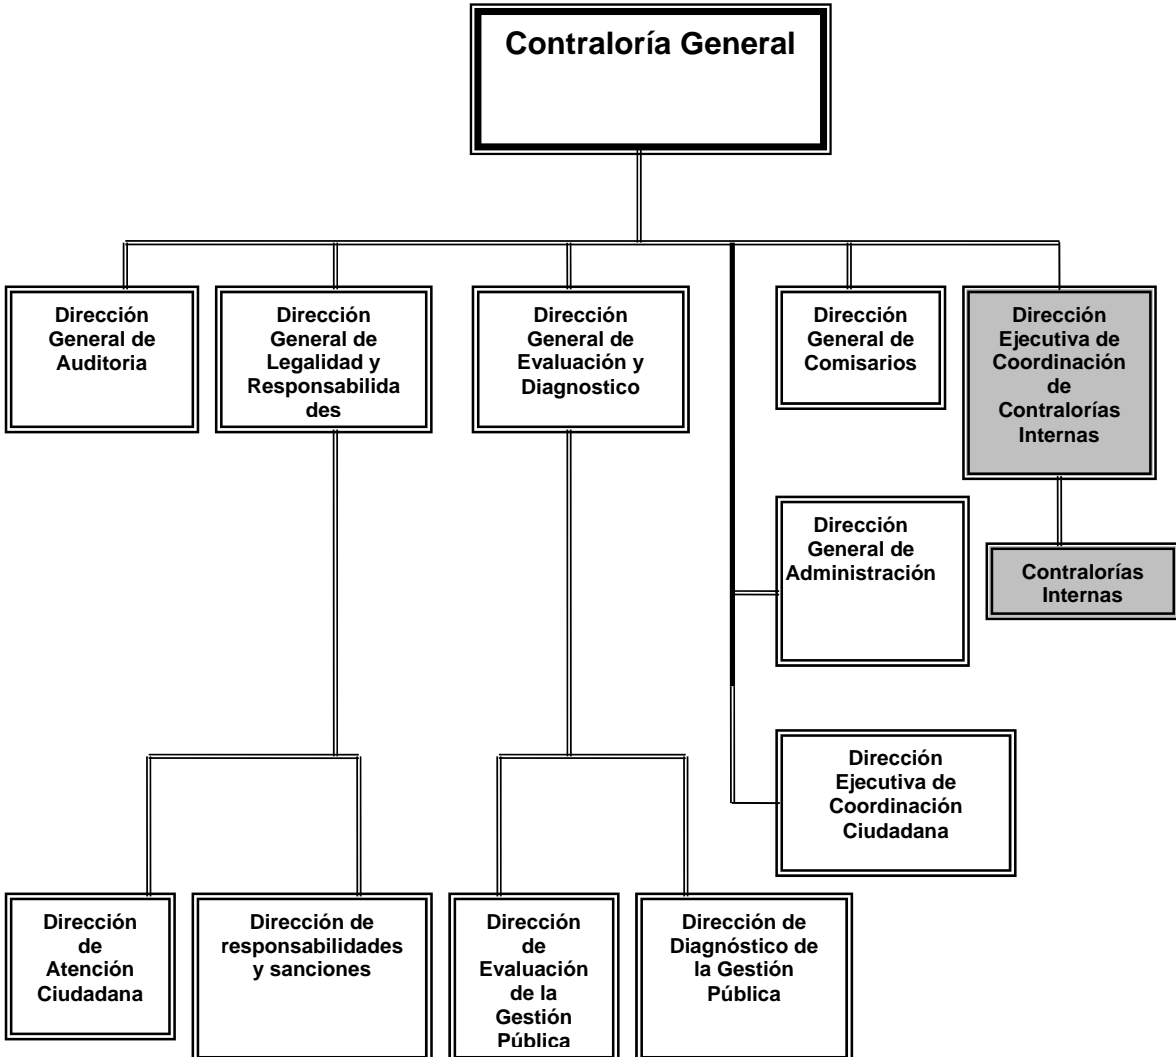 Contraloría General
Dirección
General de
Auditoria
Dirección
General de
Legalidad y
Responsabilida
des
Dirección
General de
Evaluación y
Diagnostico
Dirección
General de
Comisarios
Dirección
Ejecutiva de
Coordinación
de
Contralorías
Internas
Dirección
General de
Administración
Contralorías
Internas
Dirección
Ejecutiva de
Coordinación
Ciudadana
Dirección
de
Atención
Ciudadana
Dirección de
responsabilidades
y sanciones
Dirección
de
Evaluación
de la
Gestión
Pública
Dirección de
Diagnóstico de
la Gestión
Pública